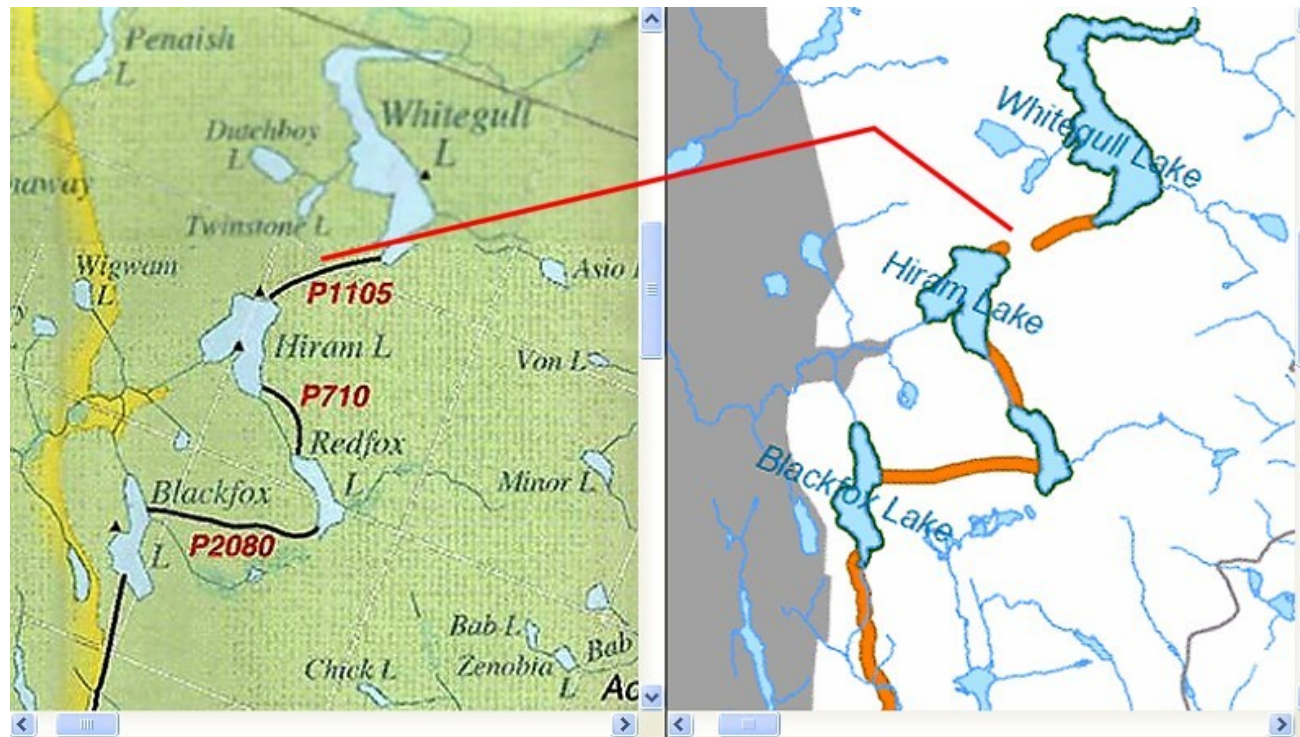 Penaish
L
Whitegull
L
Dutchboy
L
Twinstone L
naway
Wigwam
L
Asio
P1105
Hiram L
Von L
P710
Redfox
L
Minor L
Blackfox
L
P2080
Bab L
Zenobia
L
Bab
Chick L
Ac
Whitegull Lake
Hiram Lake
Blackfox Lake